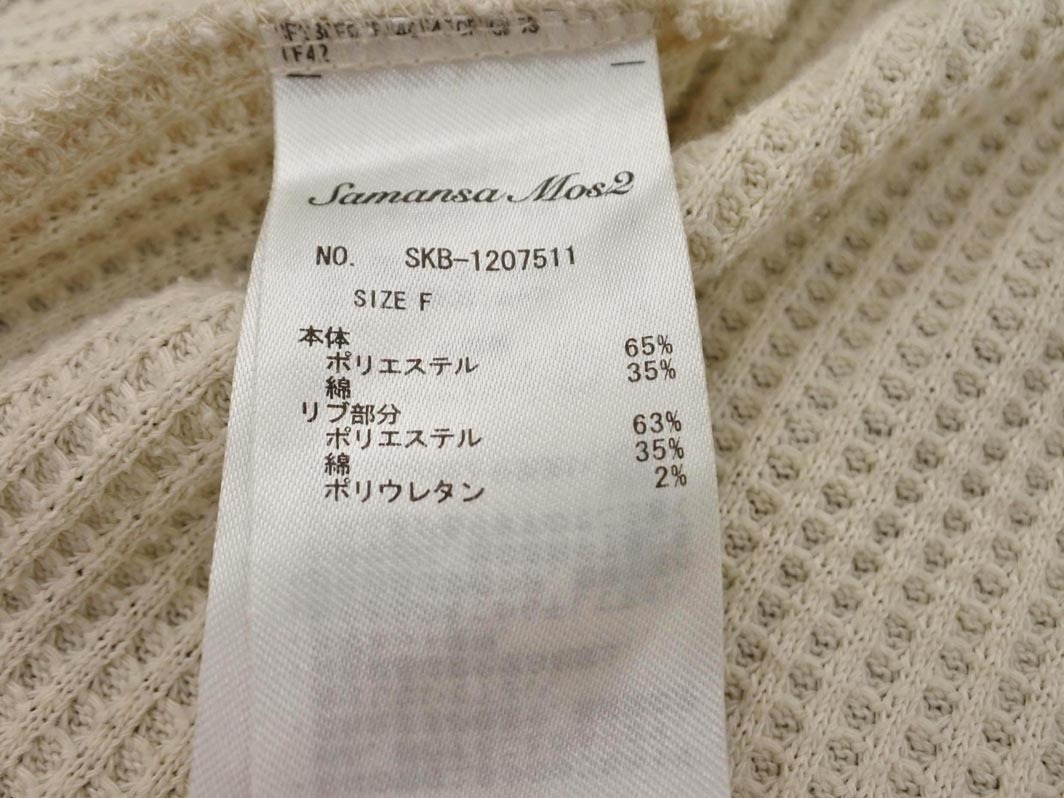 Samansa Mos2
NO. SKB-1207511
SIZE F
本体
ポリエステル 65%
綿 35%
リブ部分
ポリエステル 63%
綿 35%
ポリウレタン 2%